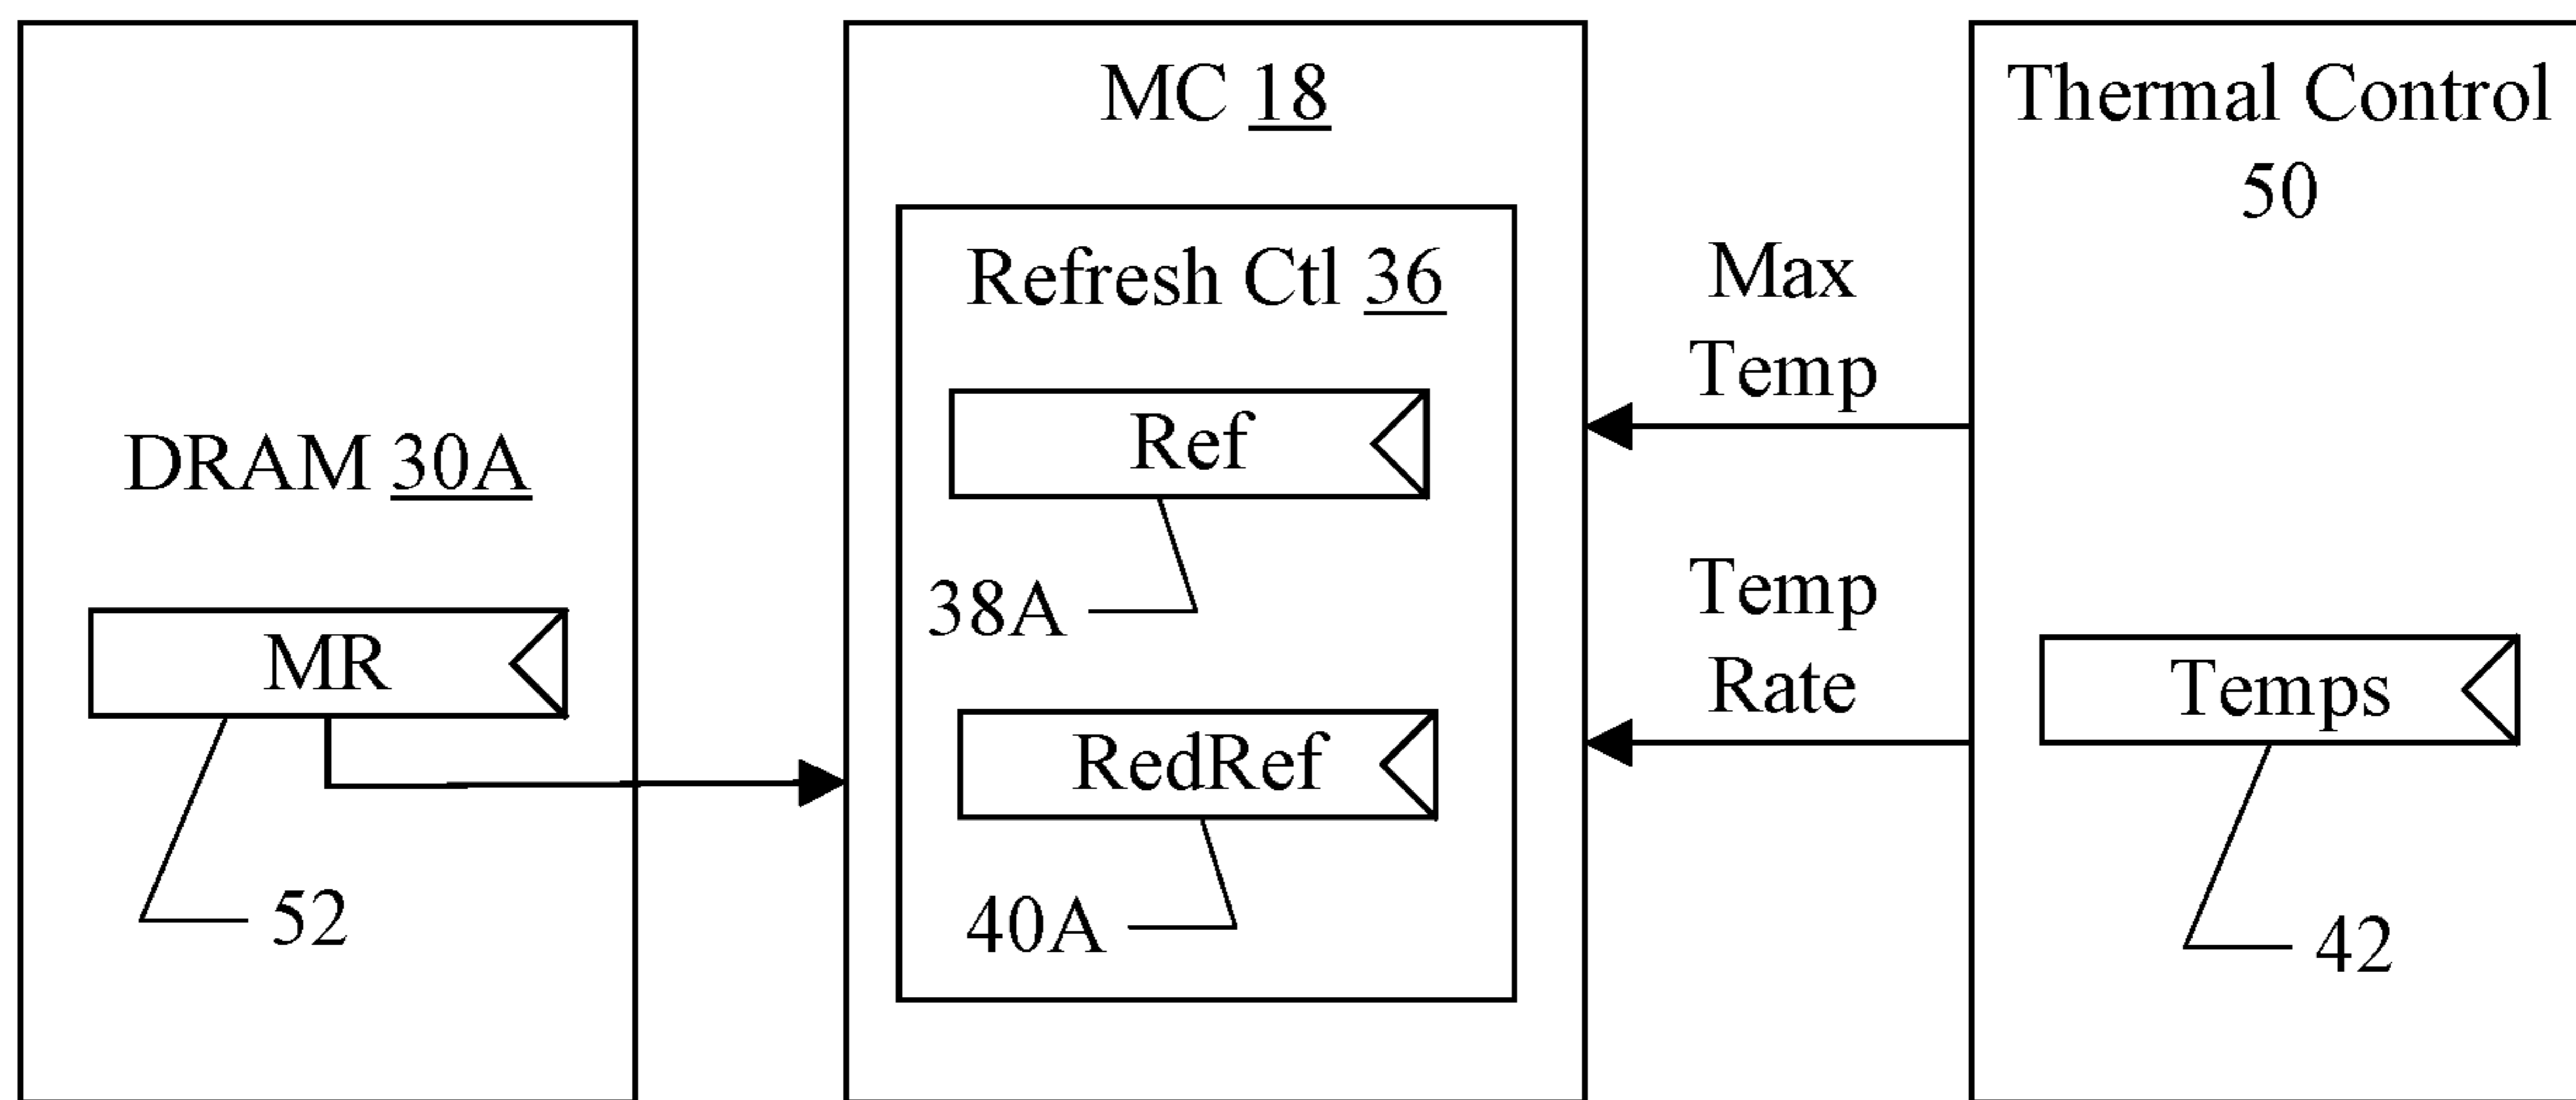 DRAM 30A
MR
52
MC 18
Refresh Ctl 36
Ref
38A
RedRef
40A
Max
Temp
Temp
Rate
Thermal Control
50
Temps
42